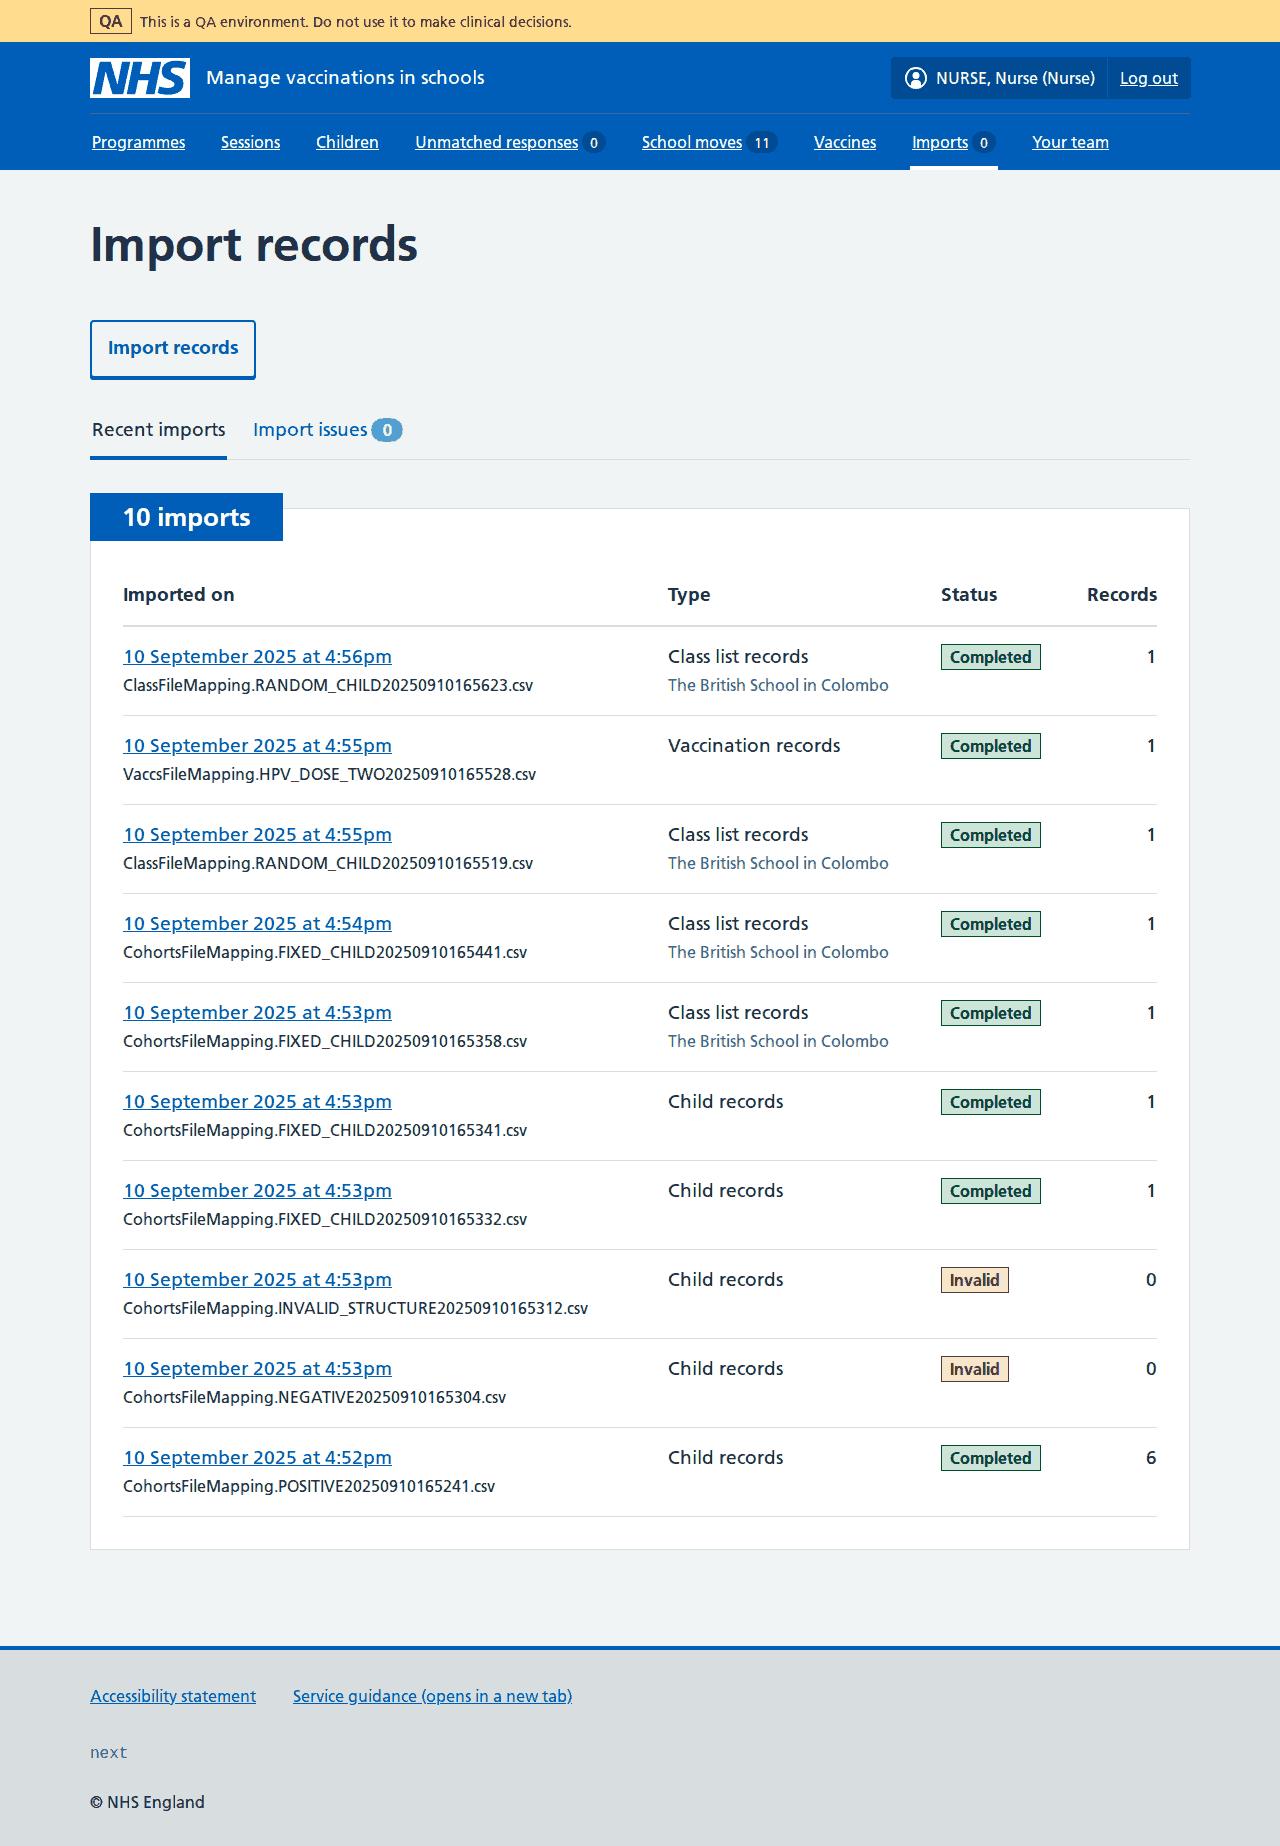 QA This is a QA environment. Do not use it to make clinical decisions.
NHS Manage vaccinations in schools NURSE, Nurse (Nurse) Log out
Programmes Sessions Children Unmatched responses 0 School moves 11 Vaccines Imports 0 Your team
Import records
Import records
Recent imports Import issues 0
10 imports
Imported on Type Status Records
10 September 2025 at 4:56pm Class list records Completed 1
ClassFileMapping.RANDOM_CHILD20250910165623.csv The British School in Colombo
10 September 2025 at 4:55pm Vaccination records Completed 1
VaccsFileMapping.HPV_DOSE_TWO20250910165528.csv
10 September 2025 at 4:55pm Class list records Completed 1
ClassFileMapping.RANDOM_CHILD20250910165519.csv The British School in Colombo
10 September 2025 at 4:54pm Class list records Completed 1
CohortsFileMapping.FIXED_CHILD20250910165441.csv The British School in Colombo
10 September 2025 at 4:53pm Class list records Completed 1
CohortsFileMapping.FIXED_CHILD20250910165358.csv The British School in Colombo
10 September 2025 at 4:53pm Child records Completed 1
CohortsFileMapping.FIXED_CHILD20250910165341.csv
10 September 2025 at 4:53pm Child records Completed 1
CohortsFileMapping.FIXED_CHILD20250910165332.csv
10 September 2025 at 4:53pm Child records Invalid 0
CohortsFileMapping.INVALID_STRUCTURE20250910165312.csv
10 September 2025 at 4:53pm Child records Invalid 0
CohortsFileMapping.NEGATIVE20250910165304.csv
10 September 2025 at 4:52pm Child records Completed 6
CohortsFileMapping.POSITIVE20250910165241.csv
Accessibility statement Service guidance (opens in a new tab)
next
© NHS England